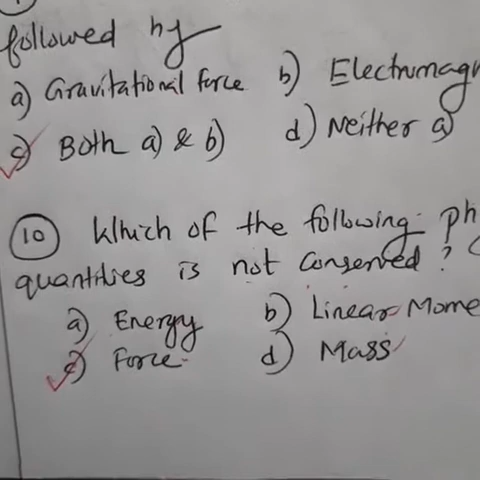 followed by
a) Gravitational force b) Electromag
c) Both a) & b) d) Neither a)
10 Which of the following ph
quantities is not conserved ?
a) Energy b) Linear Mome
c) Force d) Mass